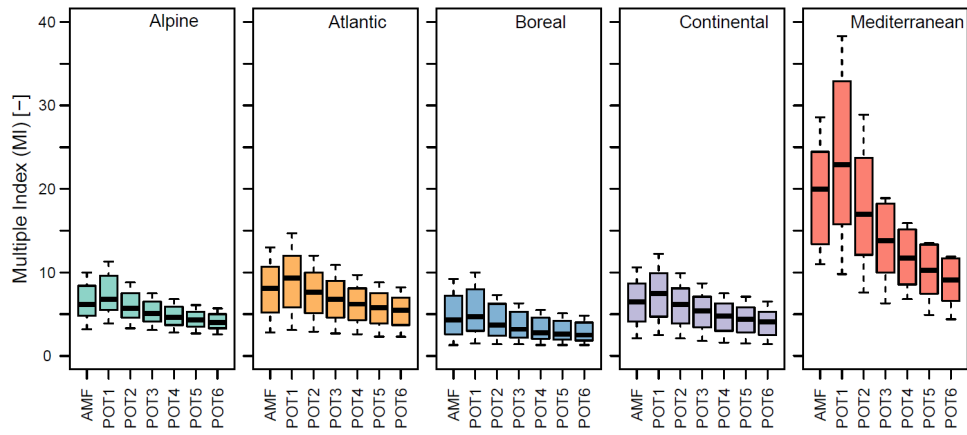 Multiple Index (MI) [−]
40
30
20
10
0
Alpine
AMF
POT1
POT2
POT3
POT4
POT5
POT6
Atlantic
AMF
POT1
POT2
POT3
POT4
POT5
POT6
Boreal
AMF
POT1
POT2
POT3
POT4
POT5
POT6
Continental
AMF
POT1
POT2
POT3
POT4
POT5
POT6
Mediterranean
AMF
POT1
POT2
POT3
POT4
POT5
POT6